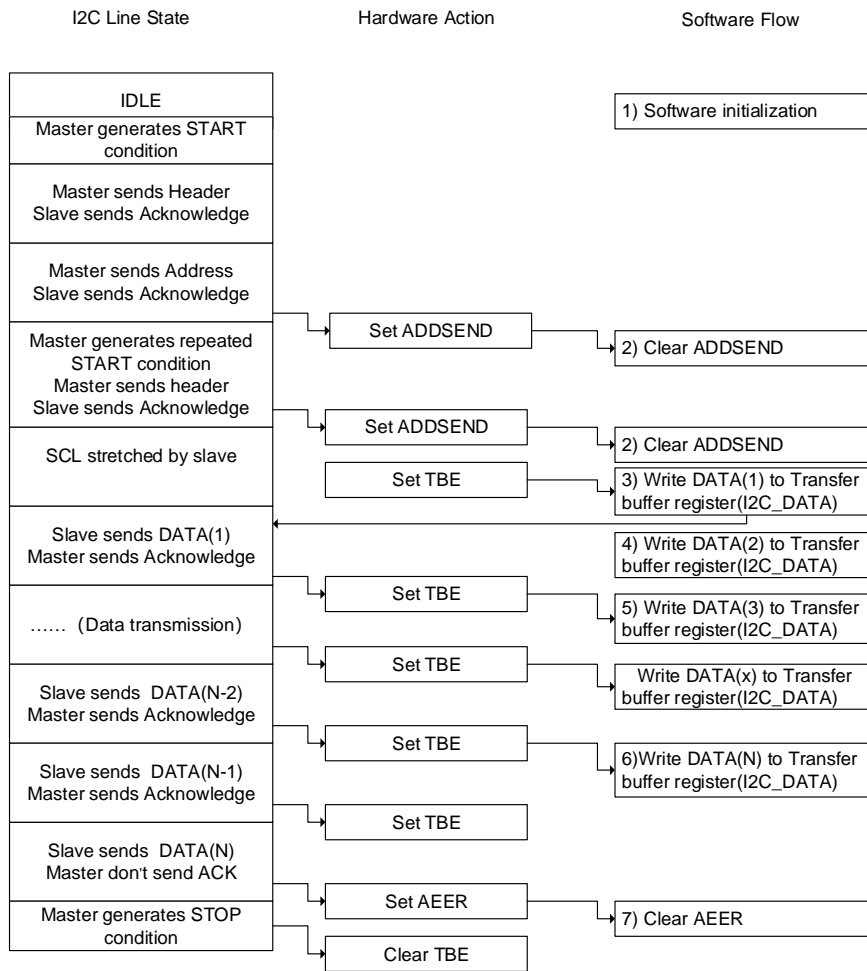 I2C Line State
Hardware Action
Software Flow
IDLE
1) Software initialization
Master generates START
condition
Master sends Header
Slave sends Acknowledge
Master sends Address
Slave sends Acknowledge
Set ADDSEND
2) Clear ADDSEND
Master generates repeated
START condition
Master sends header
Slave sends Acknowledge
Set ADDSEND
2) Clear ADDSEND
SCL stretched by slave
Set TBE
3) Write DATA(1) to Transfer
buffer register(I2C_DATA)
Slave sends DATA(1)
Master sends Acknowledge
4) Write DATA(2) to Transfer
buffer register(I2C_DATA)
Set TBE
5) Write DATA(3) to Transfer
buffer register(I2C_DATA)
…… (Data transmission)
Set TBE
Write DATA(x) to Transfer
buffer register(I2C_DATA)
Slave sends DATA(N-2)
Master sends Acknowledge
Set TBE
6)Write DATA(N) to Transfer
buffer register(I2C_DATA)
Slave sends DATA(N-1)
Master sends Acknowledge
Set TBE
Slave sends DATA(N)
Master don't send ACK
Set AEER
7) Clear AEER
Master generates STOP
condition
Clear TBE